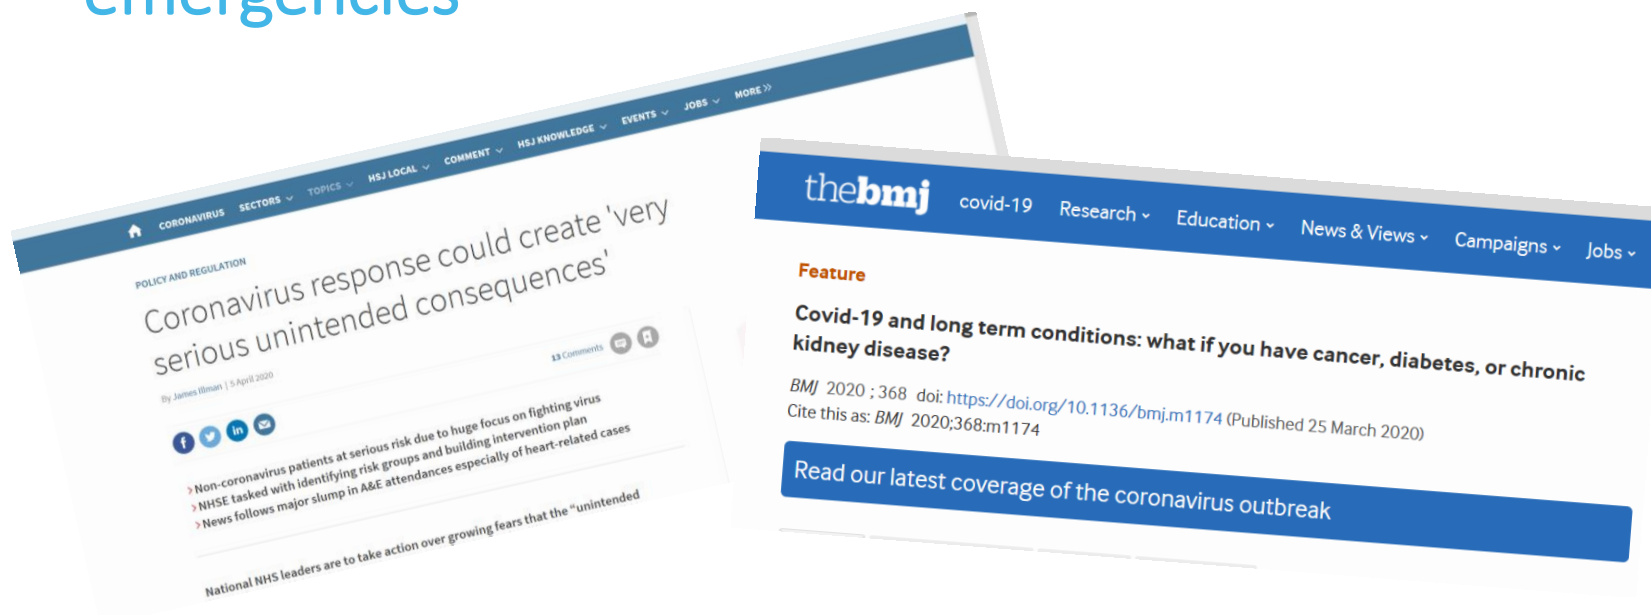 emergencies
CORONAVIRUS SECTORS TOPICS HSJ LOCAL COMMENT HSJ KNOWLEDGE EVENTS JOBS MORE »
POLICY AND REGULATION
Coronavirus response could create 'very
serious unintended consequences'
By James Illman | 5 April 2020
13 Comments
f in
> Non-coronavirus patients at serious risk due to huge focus on fighting virus
> NHSE tasked with identifying risk groups and building intervention plan
> News follows major slump in A&E attendances especially of heart-related cases
National NHS leaders are to take action over growing fears that the "unintended
thebmj covid-19 Research Education News & Views Campaigns Jobs
Feature
Covid-19 and long term conditions: what if you have cancer, diabetes, or chronic
kidney disease?
BMJ 2020 ; 368 doi: https://doi.org/10.1136/bmj.m1174 (Published 25 March 2020)
Cite this as: BMJ 2020;368:m1174
Read our latest coverage of the coronavirus outbreak